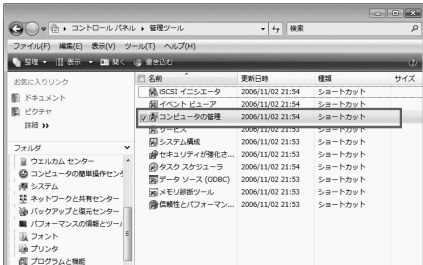 コントロール パネル ▸ 管理ツール
検索
ファイル(F) 編集(E) 表示(V) ツール(T) ヘルプ(H)
整理 表示 開く 書き込む
お気に入りリンク
ドキュメント
ピクチャ
詳細 »
フォルダ
ウェルカム センター
コンピュータの簡単操作セン
システム
ネットワークと共有センター
バックアップと復元センター
パフォーマンスの情報とツー
フォント
プリンタ
プログラムと機能
名前 更新日時 種類 サイズ
iSCSI イニシエータ 2006/11/02 21:54 ショートカット
イベント ビューア 2006/11/02 21:54 ショートカット
コンピュータの管理 2006/11/02 21:54 ショートカット
サービス 2006/11/02 21:54 ショートカット
システム構成 2006/11/02 21:53 ショートカット
セキュリティが強化さ... 2006/11/02 21:54 ショートカット
タスク スケジューラ 2006/11/02 21:54 ショートカット
データ ソース (ODBC) 2006/11/02 21:53 ショートカット
メモリ診断ツール 2006/11/02 21:53 ショートカット
信頼性とパフォーマン... 2006/11/02 21:53 ショートカット